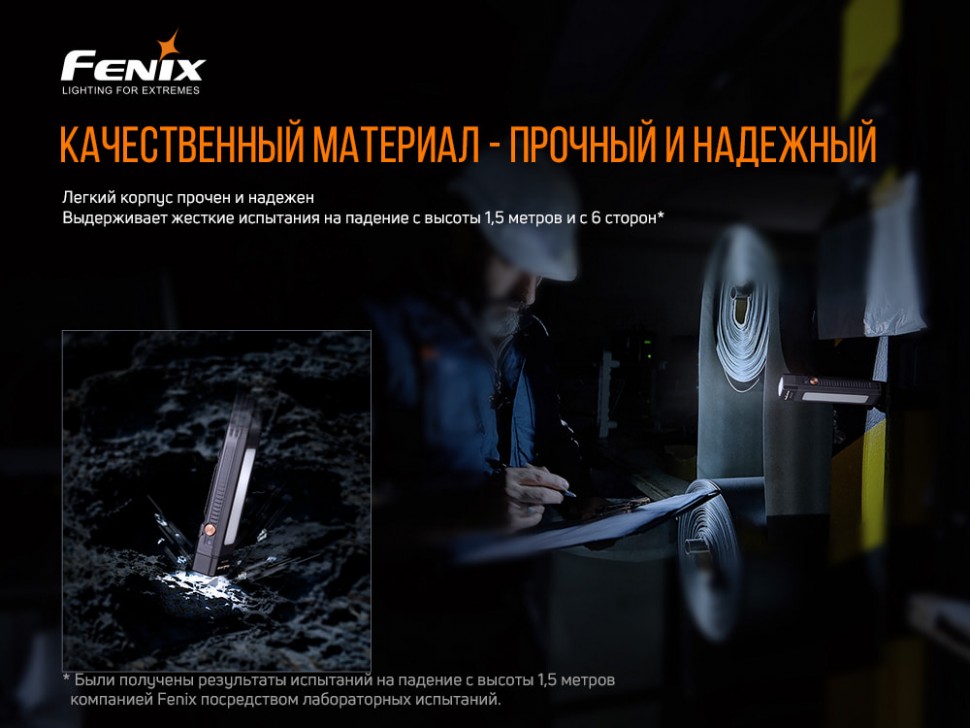 FENIX
LIGHTING FOR EXTREMES
КАЧЕСТВЕННЫЙ МАТЕРИАЛ - ПРОЧНЫЙ И НАДЕЖНЫЙ
Легкий корпус прочен и надежен
Выдерживает жесткие испытания на падение с высоты 1,5 метров и с 6 сторон*
* Были получены результаты испытаний на падение с высоты 1,5 метров
компанией Fenix посредством лабораторных испытаний.